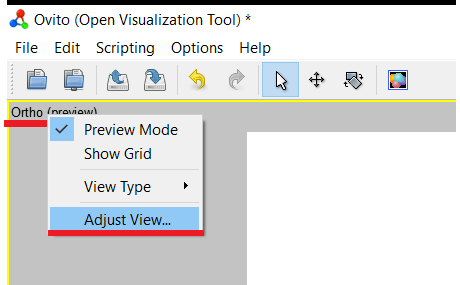 Ovito (Open Visualization Tool) *
File Edit Scripting Options Help
Ortho (preview)
Preview Mode
Show Grid
View Type
Adjust View...